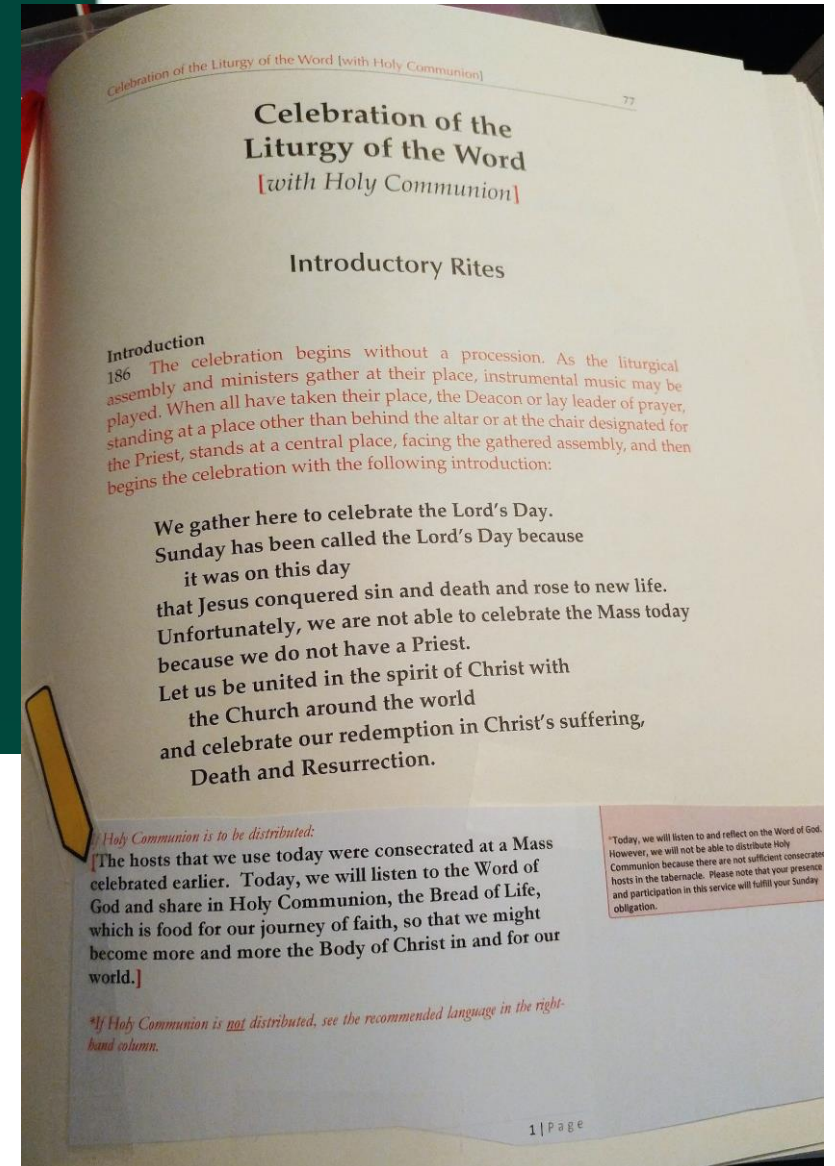 Celebration of the Liturgy of the Word [with Holy Communion]
77
Celebration of the
Liturgy of the Word
[with Holy Communion]
Introductory Rites
Introduction
186 The celebration begins without a procession. As the liturgical
assembly and ministers gather at their place, instrumental music may be
played. When all have taken their place, the Deacon or lay leader of prayer,
standing at a place other than behind the altar or at the chair designated for
the Priest, stands at a central place, facing the gathered assembly, and then
begins the celebration with the following introduction:
We gather here to celebrate the Lord's Day.
Sunday has been called the Lord's Day because
it was on this day
that Jesus conquered sin and death and rose to new life.
Unfortunately, we are not able to celebrate the Mass today
because we do not have a Priest.
Let us be united in the spirit of Christ with
the Church around the world
and celebrate our redemption in Christ's suffering,
Death and Resurrection.
If Holy Communion is to be distributed:
[The hosts that we use today were consecrated at a Mass
celebrated earlier. Today, we will listen to the Word of
God and share in Holy Communion, the Bread of Life,
which is food for our journey of faith, so that we might
become more and more the Body of Christ in and for our
world.]
*If Holy Communion is not distributed, see the recommended language in the right-
hand column.
*Today, we will listen to and reflect on the Word of God.
However, we will not be able to distribute Holy
Communion because there are not sufficient consecrated
hosts in the tabernacle. Please note that your presence
and participation in this service will fulfill your Sunday
obligation.
1 | Page